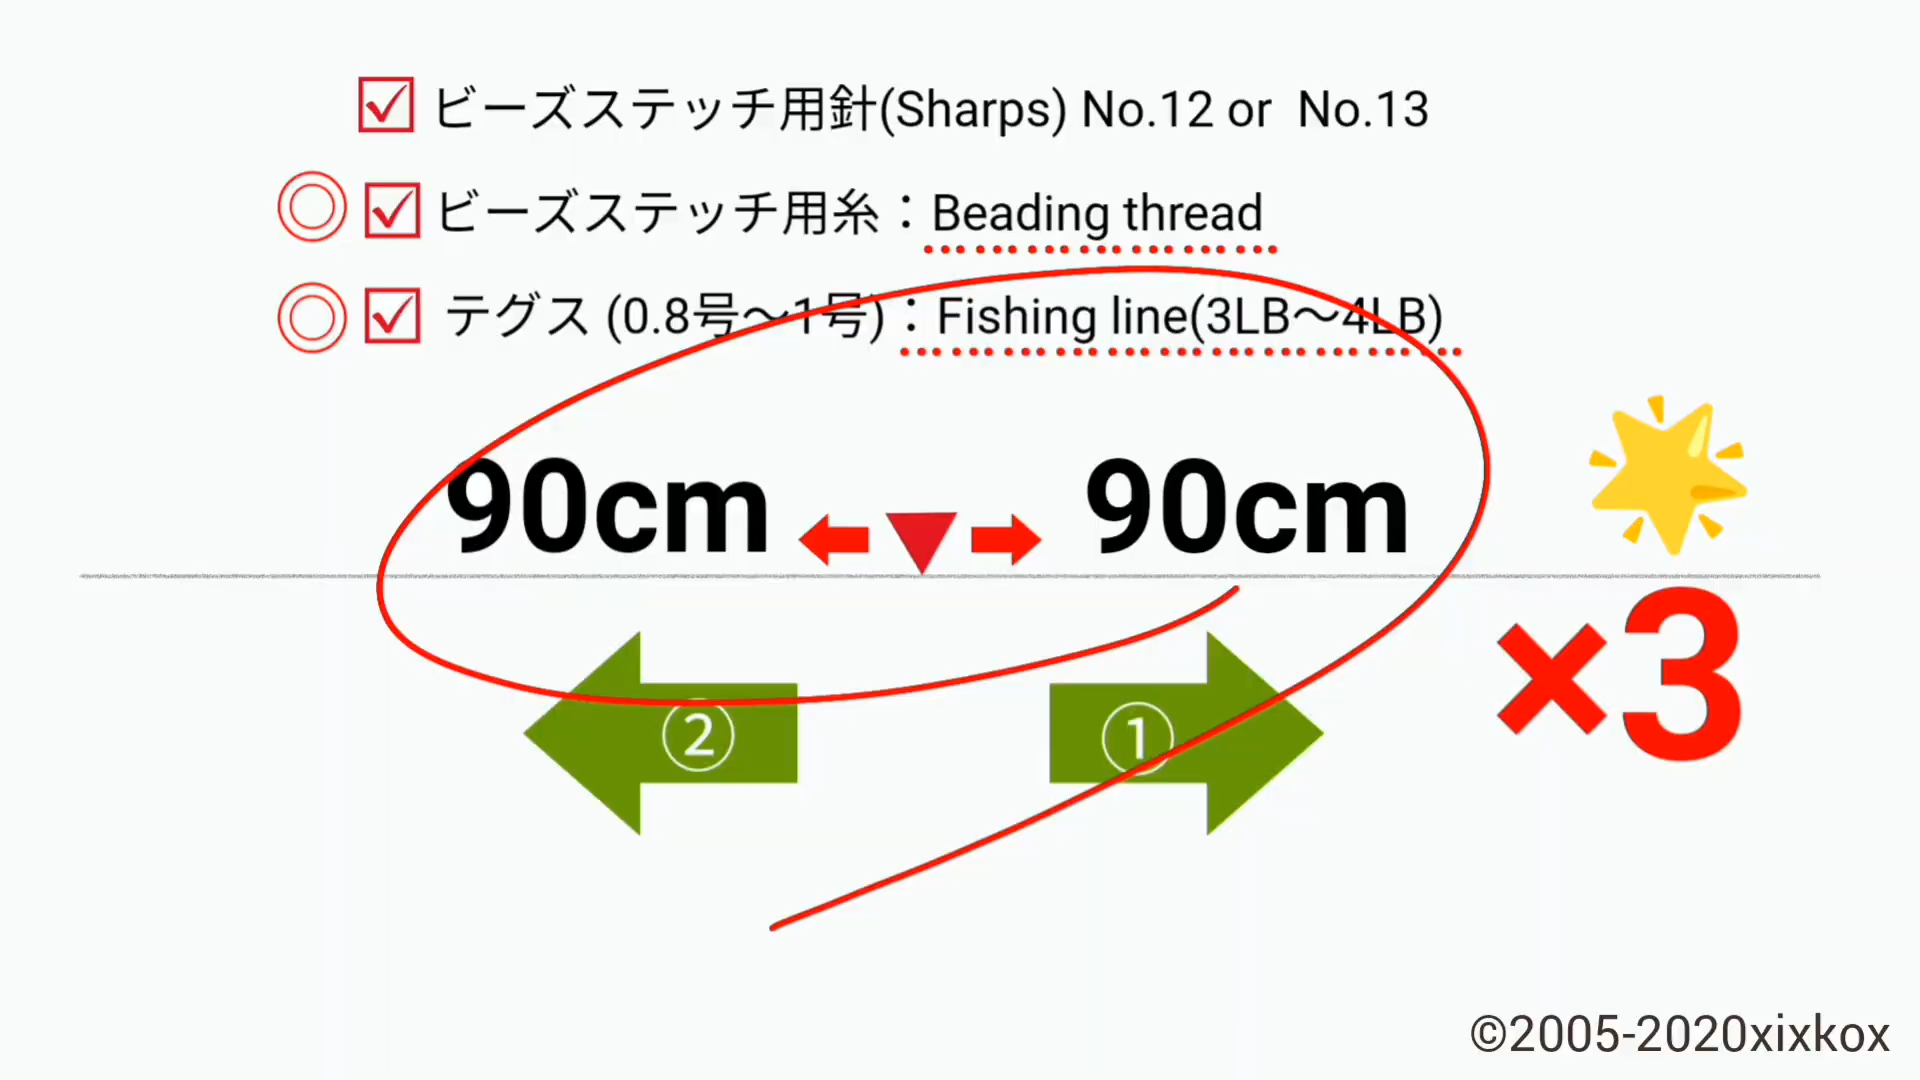 ビーズステッチ用針(Sharps) No.12 or No.13
ビーズステッチ用糸：Beading thread
テグス (0.8号～1号)：Fishing line(3LB～4LB)
90cm 90cm
×3
② ①
©2005-2020xixkox